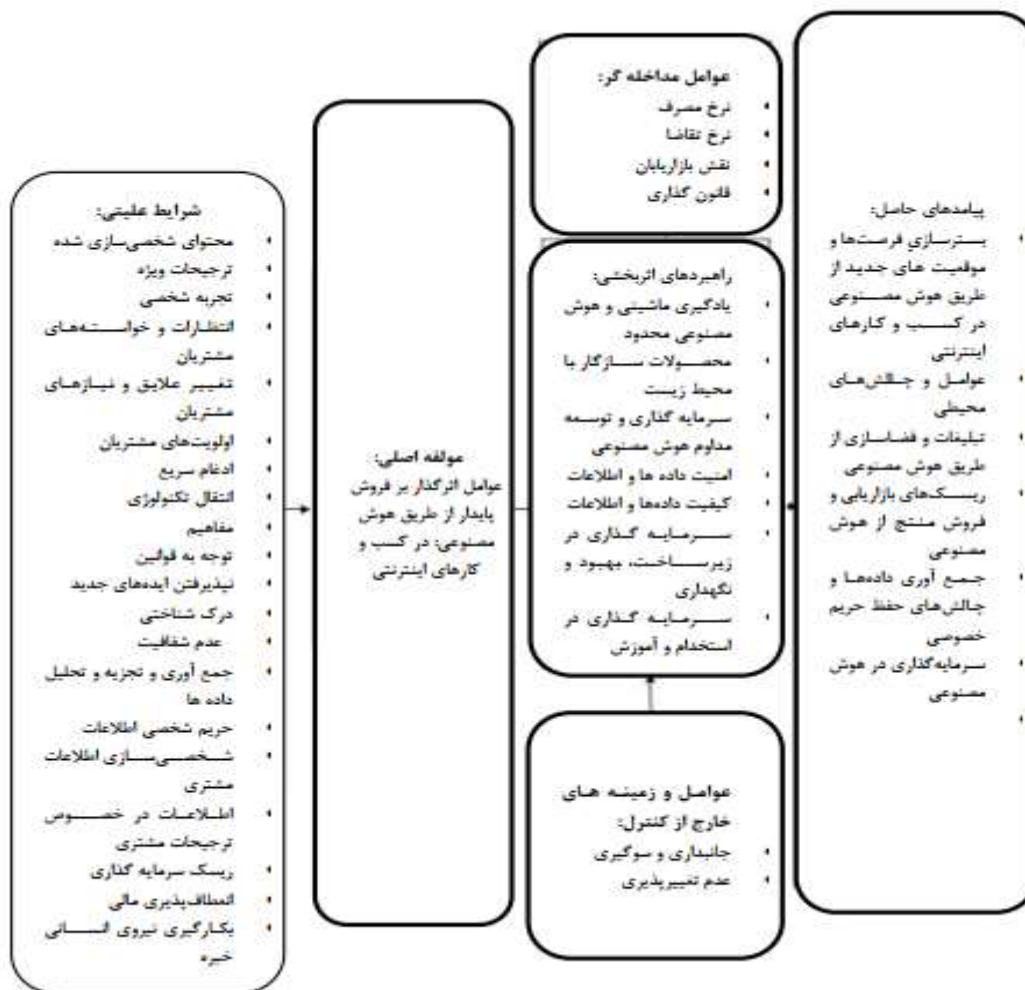 عوامل مداخله گر:
نرخ مصرف
نرخ تقاضا
نقش بازاریابان
قانون گذاری
پیامدهای حاصل:
بسترسازی فرصت‌ها و
موقعیت های جدید از
طریق هوش مصنوعی
در کسب و کارهای
اینترنتی
عوامل و چالش‌های
محیطی
تبلیغات و فضاسازی از
طریق هوش مصنوعی
ریسک‌های بازاریابی و
فروش منتج از هوش
مصنوعی
جمع آوری داده‌ها و
چالش‌های حفظ حریم
خصوصی
سرمایه‌گذاری در هوش
مصنوعی
راهبردهای اثربخشی:
یادگیری ماشینی و هوش
مصنوعی محدود
محصولات سازگار با
محیط زیست
سرمایه گذاری و توسعه
مداوم هوش مصنوعی
امنیت داده ها و اطلاعات
کیفیت داده‌ها و اطلاعات
سرمایه گذاری در
زیرساخت، بهبود و
نگهداری
سرمایه گذاری در
استخدام و آموزش
عوامل و زمینه های
خارج از کنترل:
جانبداری و سوگیری
عدم تغییرپذیری
مولفه اصلی:
عوامل اثرگذار بر فروش
پایدار از طریق هوش
مصنوعی: در کسب و
کارهای اینترنتی
شرایط علیتی:
محتوای شخصی‌سازی شده
ترجیحات ویژه
تجربه شخصی
انتظارات و خواسته‌های
مشتریان
تغییر علایق و نیازهای
مشتریان
اولویت‌های مشتریان
ادغام سریع
انتقال تکنولوژی
مفاهیم
توجه به قوانین
نپذیرفتن ایده‌های جدید
درک شناختی
عدم شفافیت
جمع آوری و تجزیه و تحلیل
داده ها
حریم شخصی اطلاعات
شخصی‌سازی اطلاعات
مشتری
اطلاعات در خصوص
ترجیحات مشتری
ریسک سرمایه گذاری
انعطاف‌پذیری مالی
بکارگیری نیروی انسانی
خبره